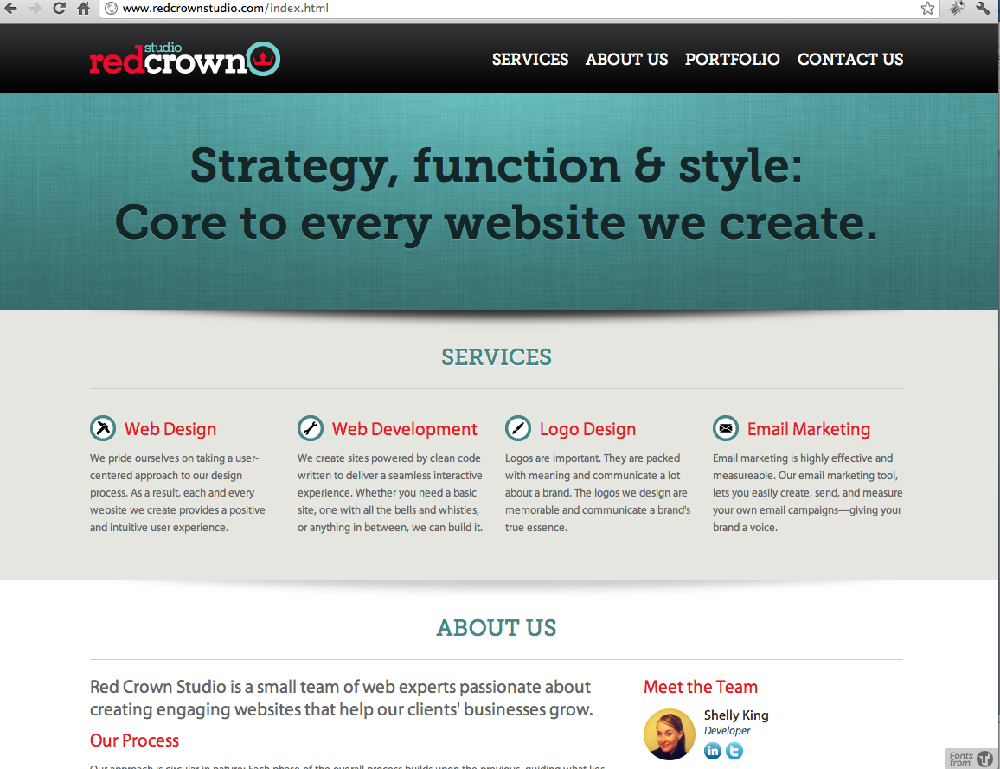 www.redcrownstudio.com/index.html
studio
redcrown
SERVICES ABOUT US PORTFOLIO CONTACT US
Strategy, function & style:
Core to every website we create.
SERVICES
Web Design
We pride ourselves on taking a user-
centered approach to our design
process. As a result, each and every
website we create provides a positive
and intuitive user experience.
Web Development
We create sites powered by clean code
written to deliver a seamless interactive
experience. Whether you need a basic
site, one with all the bells and whistles,
or anything in between, we can build it.
Logo Design
Logos are important. They are packed
with meaning and communicate a lot
about a brand. The logos we design are
memorable and communicate a brand's
true essence.
Email Marketing
Email marketing is highly effective and
measureable. Our email marketing tool,
lets you easily create, send, and measure
your own email campaigns—giving your
brand a voice.
ABOUT US
Red Crown Studio is a small team of web experts passionate about
creating engaging websites that help our clients' businesses grow.
Our Process
Our approach is circular in nature: Each phase of the overall process builds upon the previous, guiding what lies
Meet the Team
Shelly King
Developer
in
Fonts
from